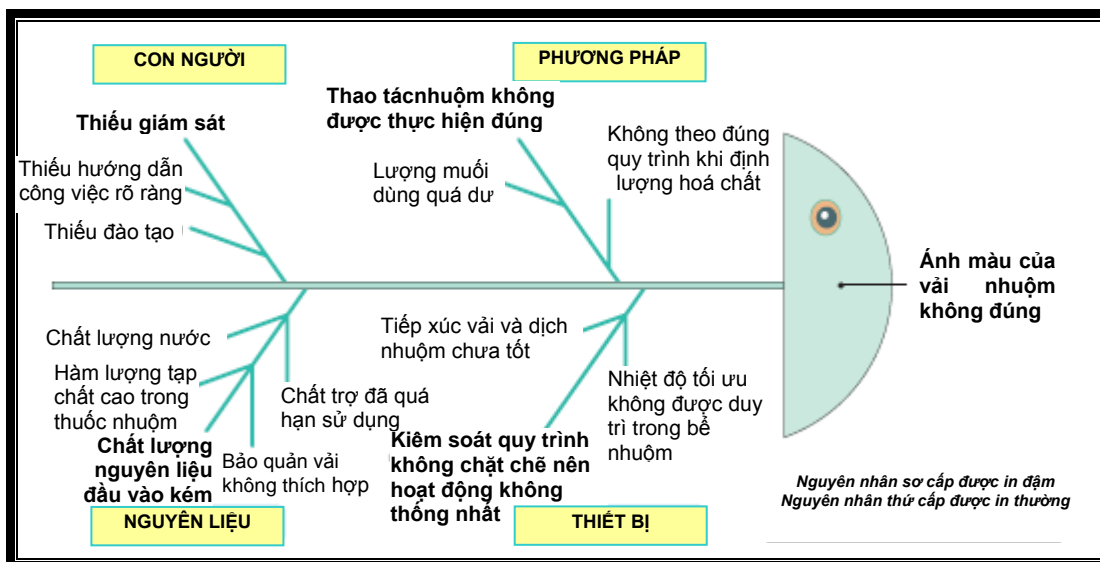 CON NGƯỜI
PHƯƠNG PHÁP
Thiếu giám sát
Thiếu hướng dẫn
công việc rõ ràng
Thiếu đào tạo
Thao tácnhuộm không
được thực hiện đúng
Lượng muối
dùng quá dư
Không theo đúng
quy trình khi định
lượng hoá chất
Ánh màu của
vải nhuộm
không đúng
Chất lượng nước
Hàm lượng tạp
chất cao trong
thuốc nhuộm
Chất lượng
nguyên liệu
đầu vào kém
Chất trợ đã quá
hạn sử dụng
Bảo quản vải
không thích hợp
Tiếp xúc vải và dịch
nhuộm chưa tốt
Nhiệt độ tối ưu
không được duy
trì trong bể
nhuộm
Kiêm soát quy trình
không chặt chẽ nên
hoạt động không
thống nhất
NGUYÊN LIỆU
THIẾT BỊ
Nguyên nhân sơ cấp được in đậm
Nguyên nhân thứ cấp được in thường